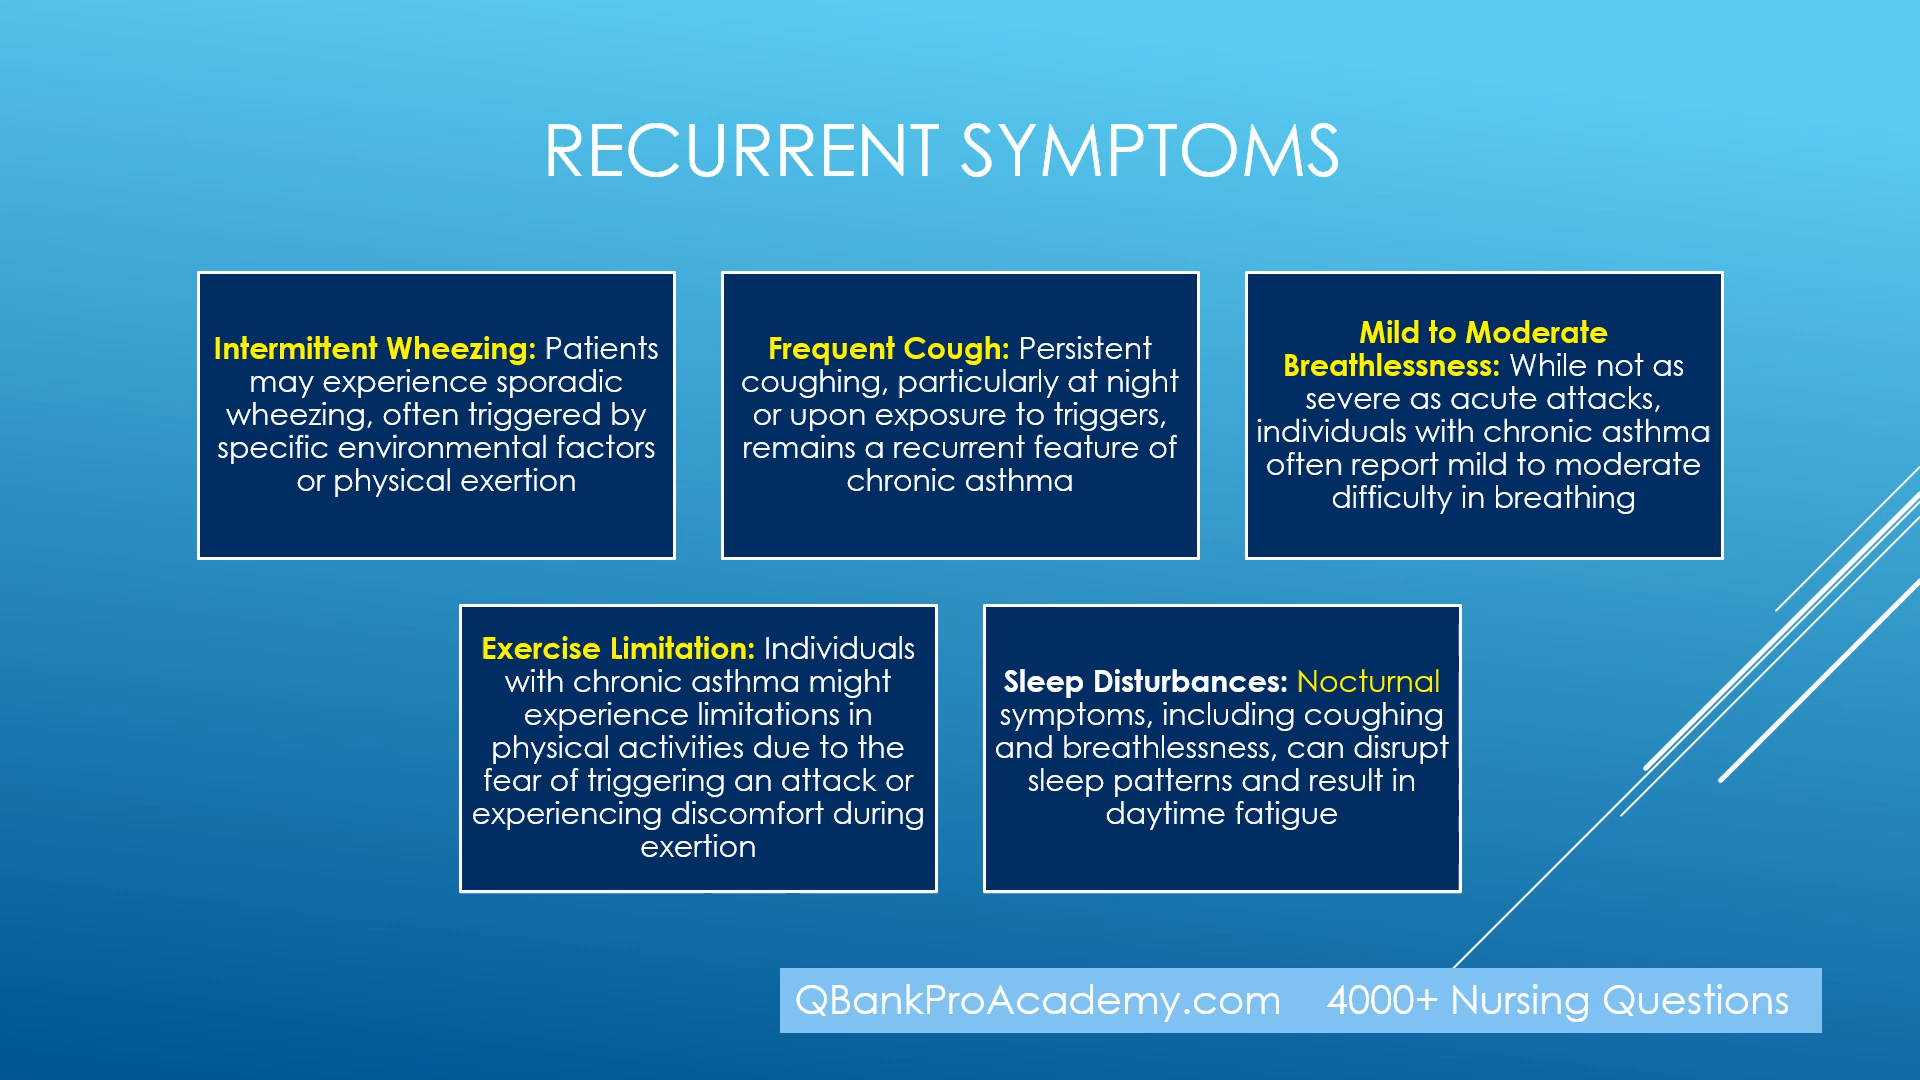 RECURRENT SYMPTOMS
Intermittent Wheezing: Patients
may experience sporadic
wheezing, often triggered by
specific environmental factors
or physical exertion
Frequent Cough: Persistent
coughing, particularly at night
or upon exposure to triggers,
remains a recurrent feature of
chronic asthma
Mild to Moderate
Breathlessness: While not as
severe as acute attacks,
individuals with chronic asthma
often report mild to moderate
difficulty in breathing
Exercise Limitation: Individuals
with chronic asthma might
experience limitations in
physical activities due to the
fear of triggering an attack or
experiencing discomfort during
exertion
Sleep Disturbances: Nocturnal
symptoms, including coughing
and breathlessness, can disrupt
sleep patterns and result in
daytime fatigue
QBankProAcademy.com 4000+ Nursing Questions